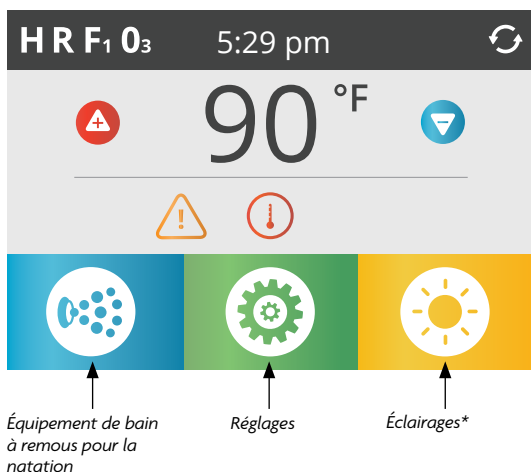 H R F₁ 0₃ 5:29 pm
90 °F
Équipement de bain
à remous pour la
natation
Réglages
Éclairages*